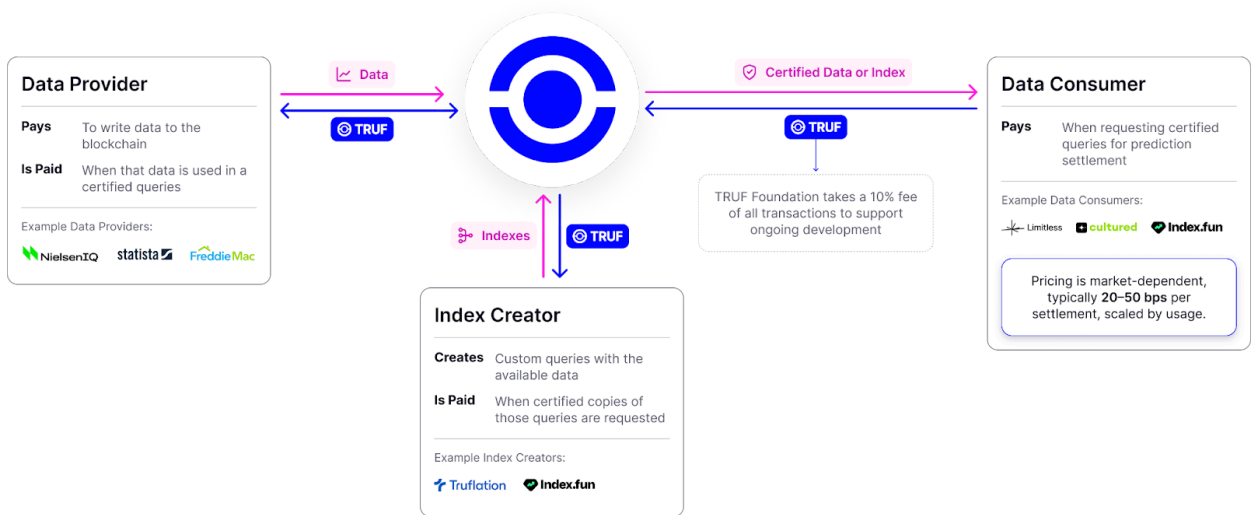 Data Provider
Pays To write data to the
blockchain
Is Paid When that data is used in a
certified queries
Example Data Providers:
NielsenIQ statista FreddieMac
Data
TRUF
Certified Data or Index
TRUF
TRUF Foundation takes a 10% fee
of all transactions to support
ongoing development
Indexes
TRUF
Index Creator
Creates Custom queries with the
available data
Is Paid When certified copies of
those queries are requested
Example Index Creators:
Truflation Index.fun
Data Consumer
Pays When requesting certified
queries for prediction
settlement
Example Data Consumers:
Limitless cultured Index.fun
Pricing is market-dependent,
typically 20–50 bps per
settlement, scaled by usage.